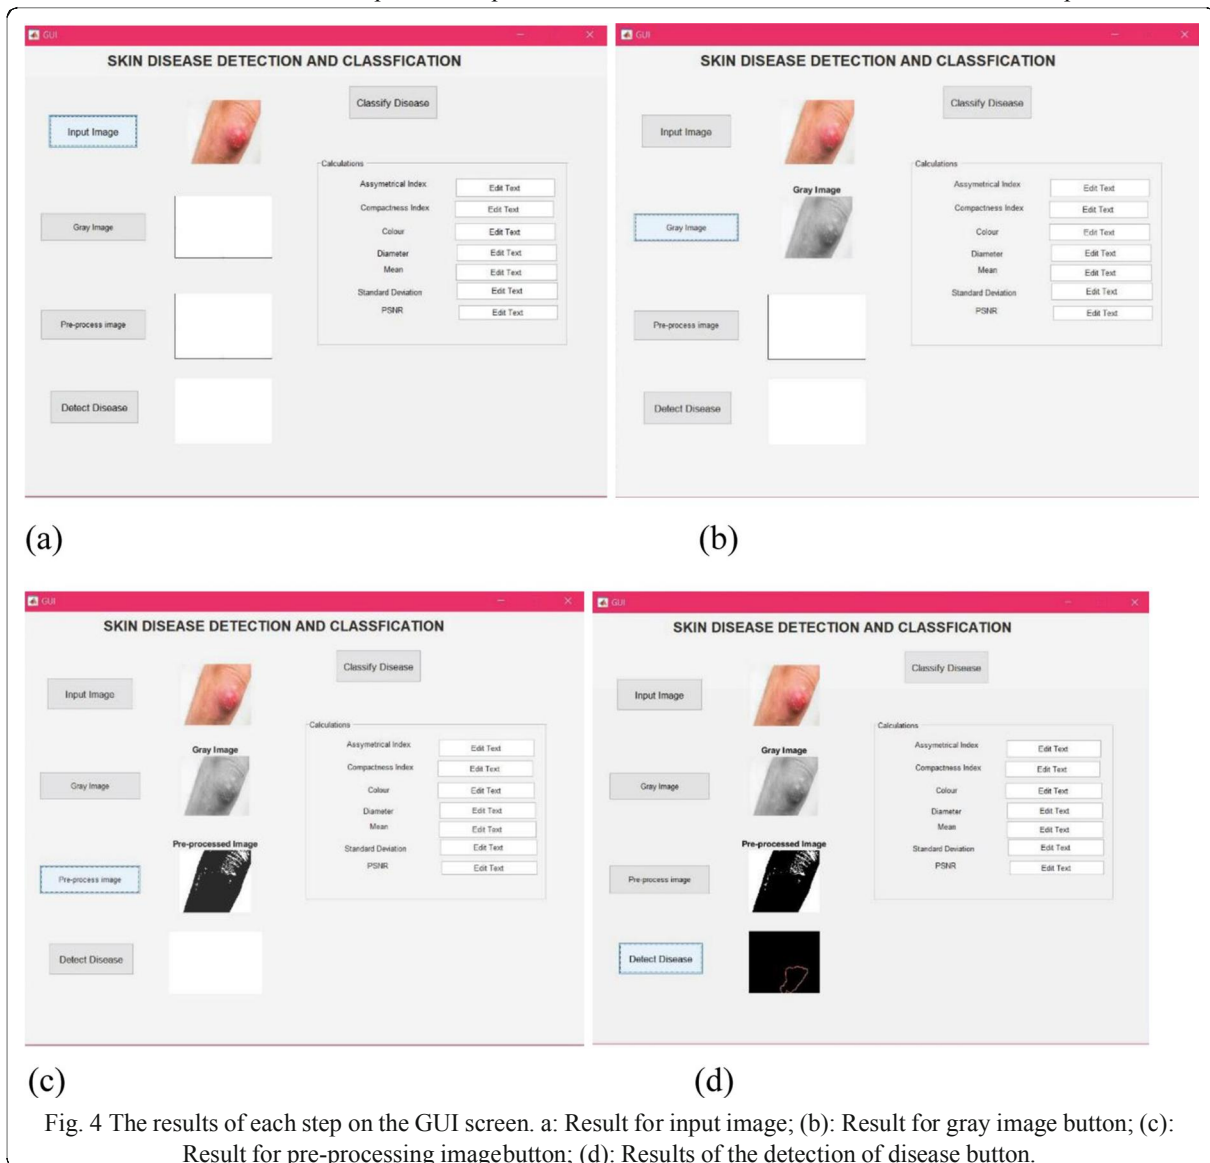 GUI
SKIN DISEASE DETECTION AND CLASSFICATION
Classify Disease
Input Image
Calculations
Assymetrical Index Edit Text
Compactness Index Edit Text
Gray Image
Colour Edit Text
Diameter Edit Text
Mean Edit Text
Standard Deviation Edit Text
PSNR Edit Text
Pre-process image
Detect Disease
(a)
GUI
SKIN DISEASE DETECTION AND CLASSFICATION
Classify Disease
Input Image
Calculations
Gray Image
Assymetrical Index Edit Text
Compactness Index Edit Text
Gray Image
Colour Edit Text
Diameter Edit Text
Mean Edit Text
Standard Deviation Edit Text
PSNR Edit Text
Pre-process image
Detect Disease
(b)
GUI
SKIN DISEASE DETECTION AND CLASSFICATION
Classify Disease
Input Image
Calculations
Gray Image
Assymetrical Index Edit Text
Compactness Index Edit Text
Gray Image
Colour Edit Text
Diameter Edit Text
Mean Edit Text
Pre-processed Image
Standard Deviation Edit Text
PSNR Edit Text
Pre-process image
Detect Disease
(c)
GUI
SKIN DISEASE DETECTION AND CLASSFICATION
Classify Disease
Input Image
Calculations
Gray Image
Assymetrical Index Edit Text
Compactness Index Edit Text
Gray Image
Colour Edit Text
Diameter Edit Text
Mean Edit Text
Pre-processed Image
Standard Deviation Edit Text
PSNR Edit Text
Pre-process image
Detect Disease
(d)
Fig. 4 The results of each step on the GUI screen. a: Result for input image; (b): Result for gray image button; (c):
Result for pre-processing imagebutton; (d): Results of the detection of disease button.